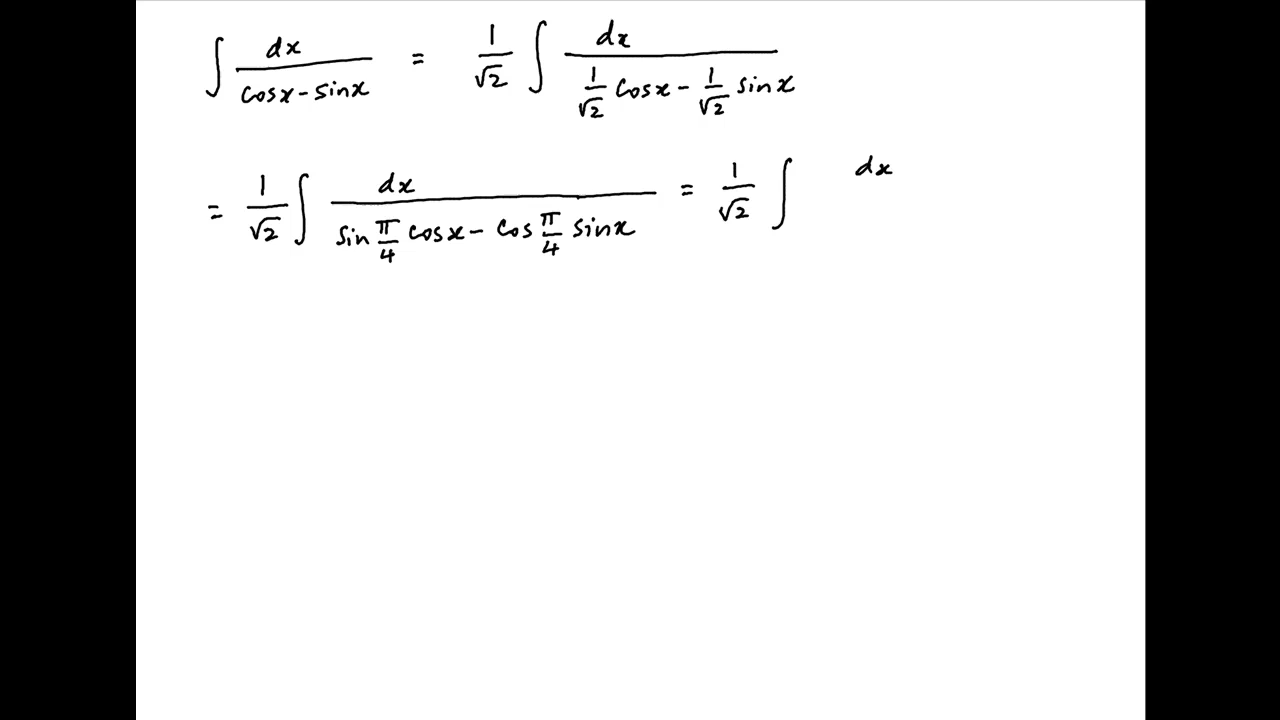 ∫ dx/(cosx - sinx) = 1/√2 ∫ dx/(1/√2 cosx - 1/√2 sinx)
= 1/√2 ∫ dx/(sin π/4 cosx - cos π/4 sinx) = 1/√2 ∫ dx